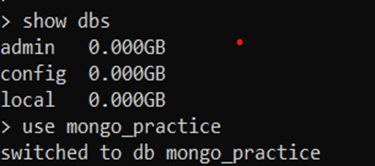 > show dbs
admin   0.000GB
config  0.000GB
local   0.000GB
> use mongo_practice
switched to db mongo_practice